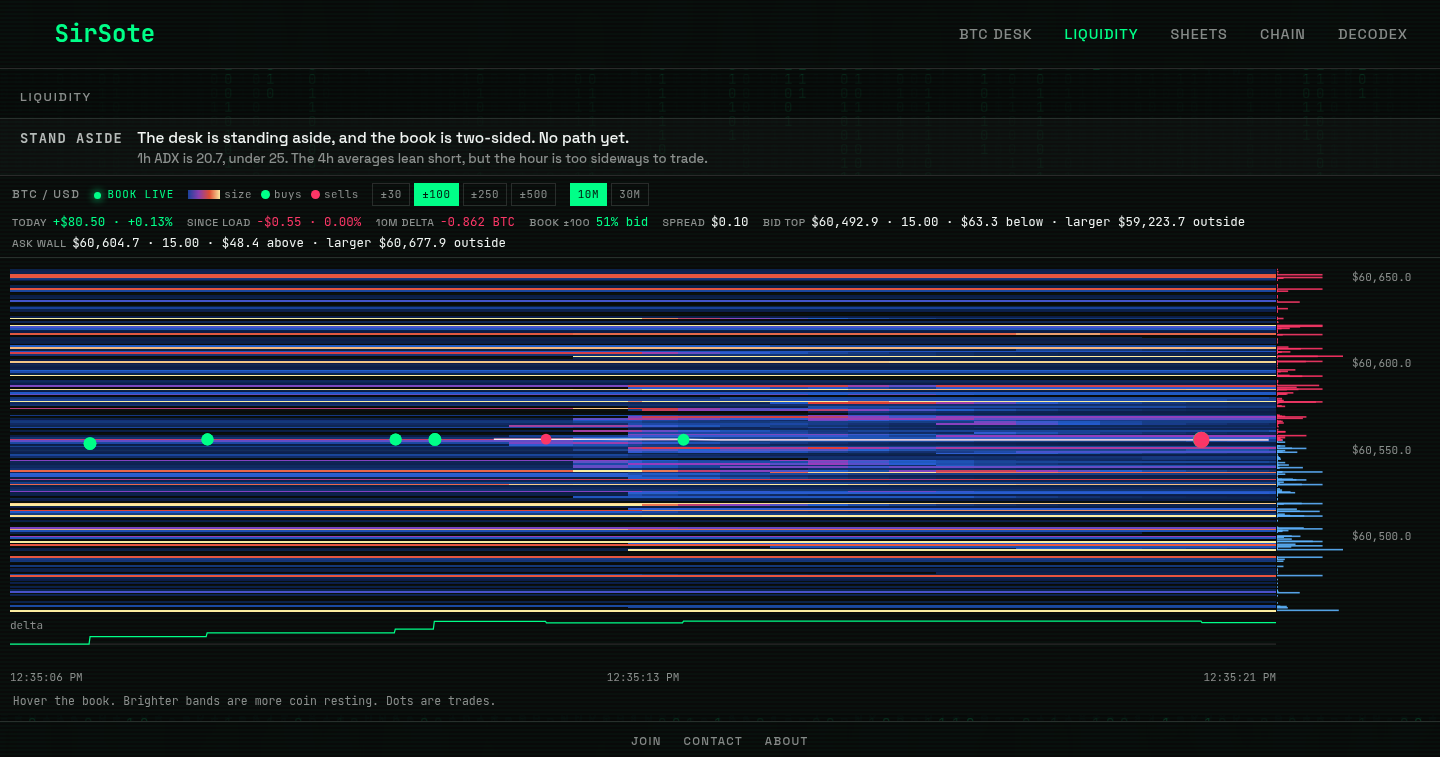 SirSote
BTC DESK LIQUIDITY SHEETS CHAIN DECODEX
LIQUIDITY
STAND ASIDE The desk is standing aside, and the book is two-sided. No path yet.
1h ADX is 20.7, under 25. The 4h averages lean short, but the hour is too sideways to trade.
BTC / USD BOOK LIVE size buys sells ±30 ±100 ±250 ±500 10M 30M
TODAY +$80.50 · +0.13% SINCE LOAD -$0.55 · 0.00% 10M DELTA -0.862 BTC BOOK ±100 51% bid SPREAD $0.10 BID TOP $60,492.9 · 15.00 · $63.3 below · larger $59,223.7 outside
ASK WALL $60,604.7 · 15.00 · $48.4 above · larger $60,677.9 outside
$60,650.0
$60,600.0
$60,550.0
$60,500.0
delta
12:35:06 PM 12:35:13 PM 12:35:21 PM
Hover the book. Brighter bands are more coin resting. Dots are trades.
JOIN CONTACT ABOUT